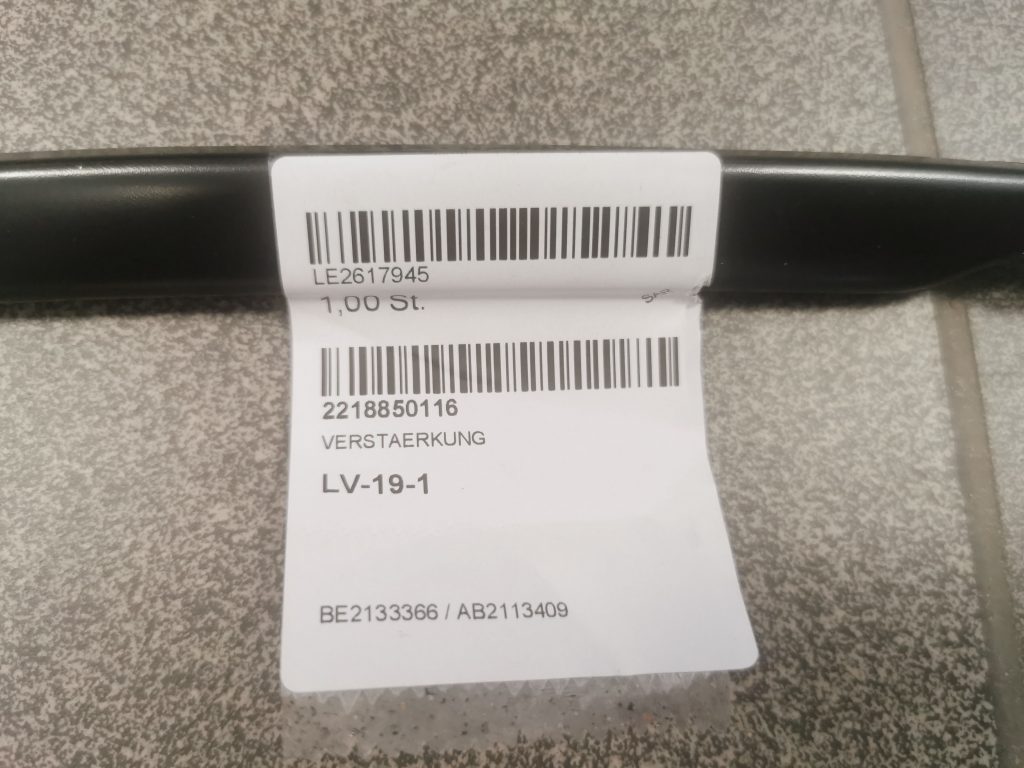 LE2617945
1,00 St.
2218850116
VERSTAERKUNG
LV-19-1
BE2133366 / AB2113409